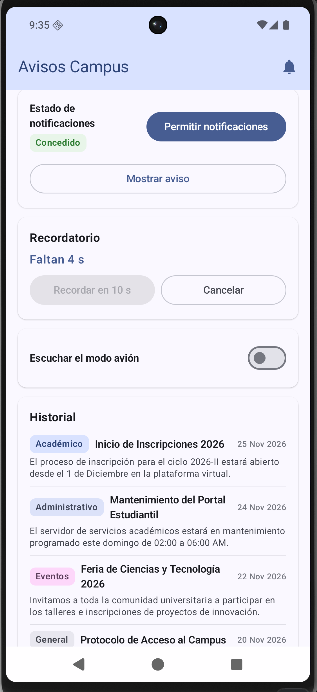 9:35
Avisos Campus
Estado de
notificaciones
Concedido
Permitir notificaciones
Mostrar aviso
Recordatorio
Faltan 4 s
Recordar en 10 s
Cancelar
Escuchar el modo avión
Historial
Académico Inicio de Inscripciones 2026 25 Nov 2026
El proceso de inscripción para el ciclo 2026-II estará abierto
desde el 1 de Diciembre en la plataforma virtual.
Administrativo Mantenimiento del Portal
Estudiantil 24 Nov 2026
El servidor de servicios académicos estará en mantenimiento
programado este domingo de 02:00 a 06:00 AM.
Eventos Feria de Ciencias y Tecnología
2026 22 Nov 2026
Invitamos a toda la comunidad universitaria a participar en
los talleres e inscripciones de proyectos de innovación.
General Protocolo de Acceso al Campus 20 Nov 2026